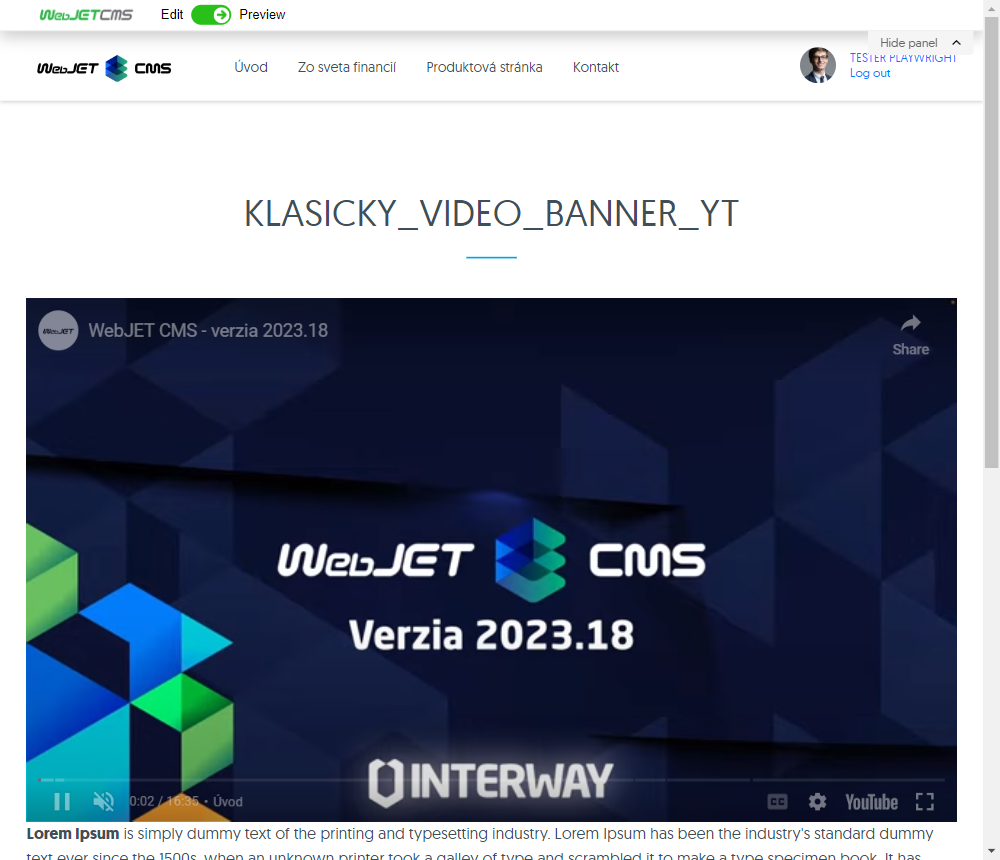 WebJETCMS Edit Preview
Hide panel
WebJET CMS Úvod Zo sveta financií Produktová stránka Kontakt
TESTER PLAYWRIGHT
Log out
KLASICKY_VIDEO_BANNER_YT
WebJET WebJET CMS - verzia 2023.18
Share
WebJET CMS
Verzia 2023.18
INTERWAY
0:02 / 16:35 • Úvod CC YouTube
Lorem Ipsum is simply dummy text of the printing and typesetting industry. Lorem Ipsum has been the industry's standard dummy
text ever since the 1500s, when an unknown printer took a galley of type and scrambled it to make a type specimen book. It has